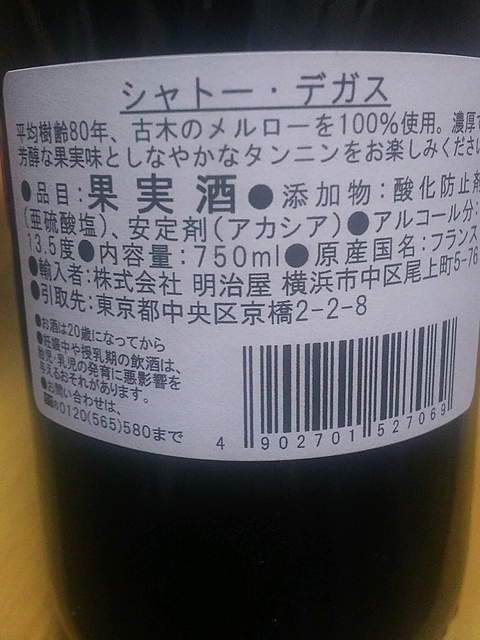 シャトー・デガス
平均樹齢80年、古木のメルローを100%使用。濃厚で
芳醇な果実味としなやかなタンニンをお楽しみください
●品目:果実酒●添加物:酸化防止剤
(亜硫酸塩)、安定剤(アカシア)●アルコール分:
13.5度●内容量:750ml●原産国名:フランス
●輸入者:株式会社 明治屋 横浜市中区尾上町5-76
●引取先:東京都中央区京橋2-2-8
●お酒は20歳になってから
●妊娠中や授乳期の飲酒は、
胎児・乳児の発育に悪影響を
与えるおそれがあります。
●お問い合わせは、
0120(565)580まで
4 902701 527069